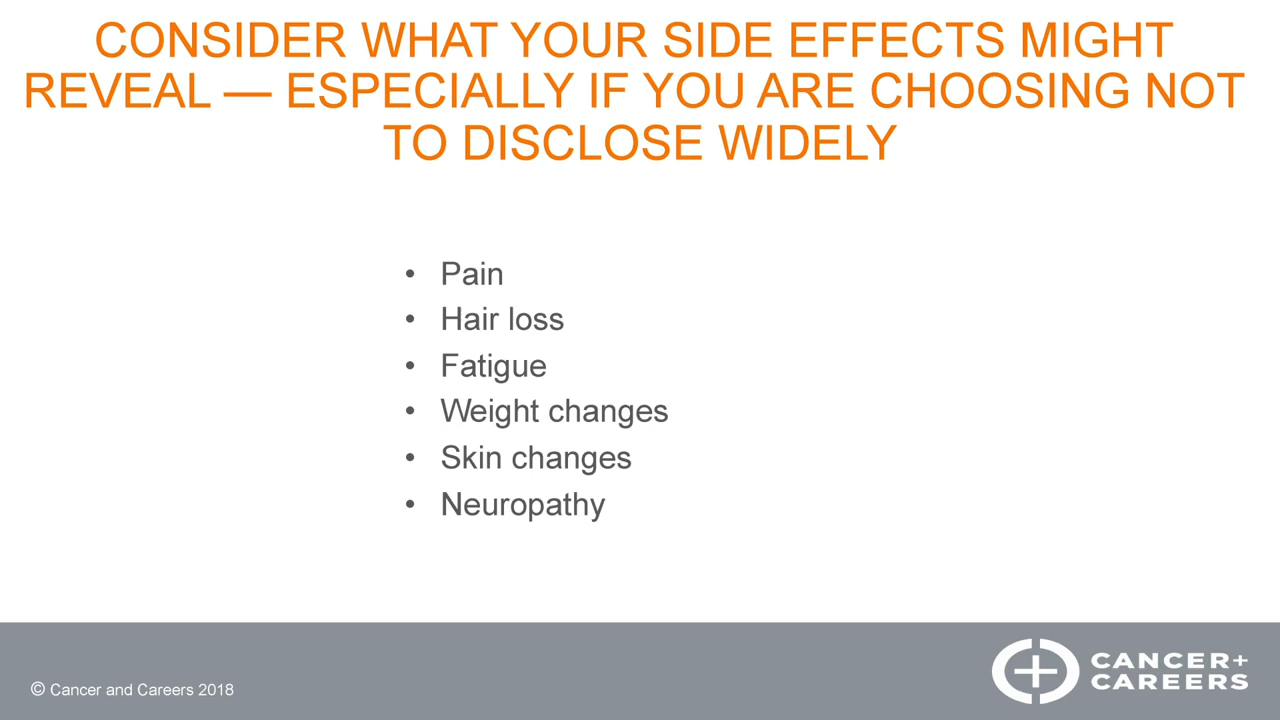 CONSIDER WHAT YOUR SIDE EFFECTS MIGHT
REVEAL — ESPECIALLY IF YOU ARE CHOOSING NOT
TO DISCLOSE WIDELY
• Pain
• Hair loss
• Fatigue
• Weight changes
• Skin changes
• Neuropathy
© Cancer and Careers 2018
CANCER+
CAREERS